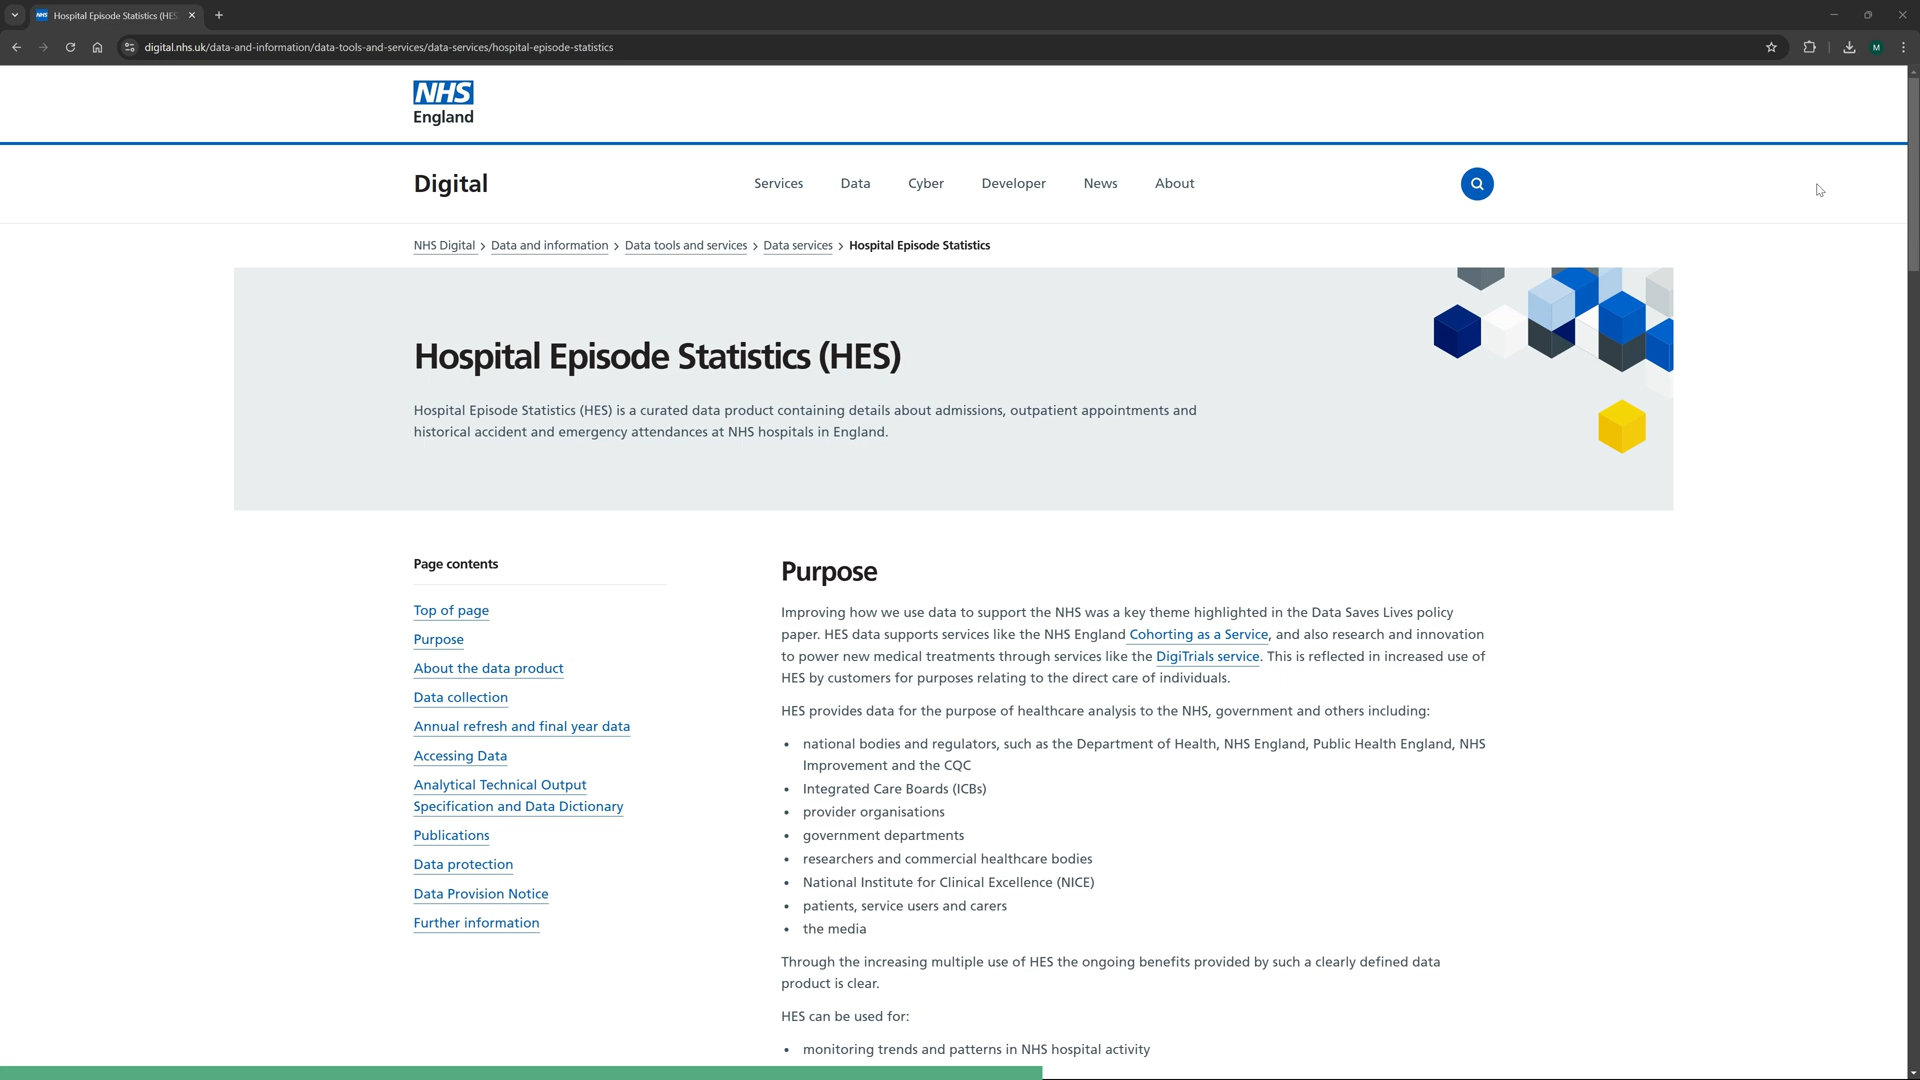 Hospital Episode Statistics (HES
digital.nhs.uk/data-and-information/data-tools-and-services/data-services/hospital-episode-statistics
M
NHS
England
Digital
Services
Data
Cyber
Developer
News
About
NHS Digital > Data and information > Data tools and services > Data services > Hospital Episode Statistics
Hospital Episode Statistics (HES)
Hospital Episode Statistics (HES) is a curated data product containing details about admissions, outpatient appointments and
historical accident and emergency attendances at NHS hospitals in England.
Page contents
Top of page
Purpose
About the data product
Data collection
Annual refresh and final year data
Accessing Data
Analytical Technical Output
Specification and Data Dictionary
Publications
Data protection
Data Provision Notice
Further information
Purpose
Improving how we use data to support the NHS was a key theme highlighted in the Data Saves Lives policy
paper. HES data supports services like the NHS England Cohorting as a Service, and also research and innovation
to power new medical treatments through services like the DigiTrials service. This is reflected in increased use of
HES by customers for purposes relating to the direct care of individuals.
HES provides data for the purpose of healthcare analysis to the NHS, government and others including:
• national bodies and regulators, such as the Department of Health, NHS England, Public Health England, NHS
Improvement and the CQC
• Integrated Care Boards (ICBs)
• provider organisations
• government departments
• researchers and commercial healthcare bodies
• National Institute for Clinical Excellence (NICE)
• patients, service users and carers
• the media
Through the increasing multiple use of HES the ongoing benefits provided by such a clearly defined data
product is clear.
HES can be used for:
• monitoring trends and patterns in NHS hospital activity